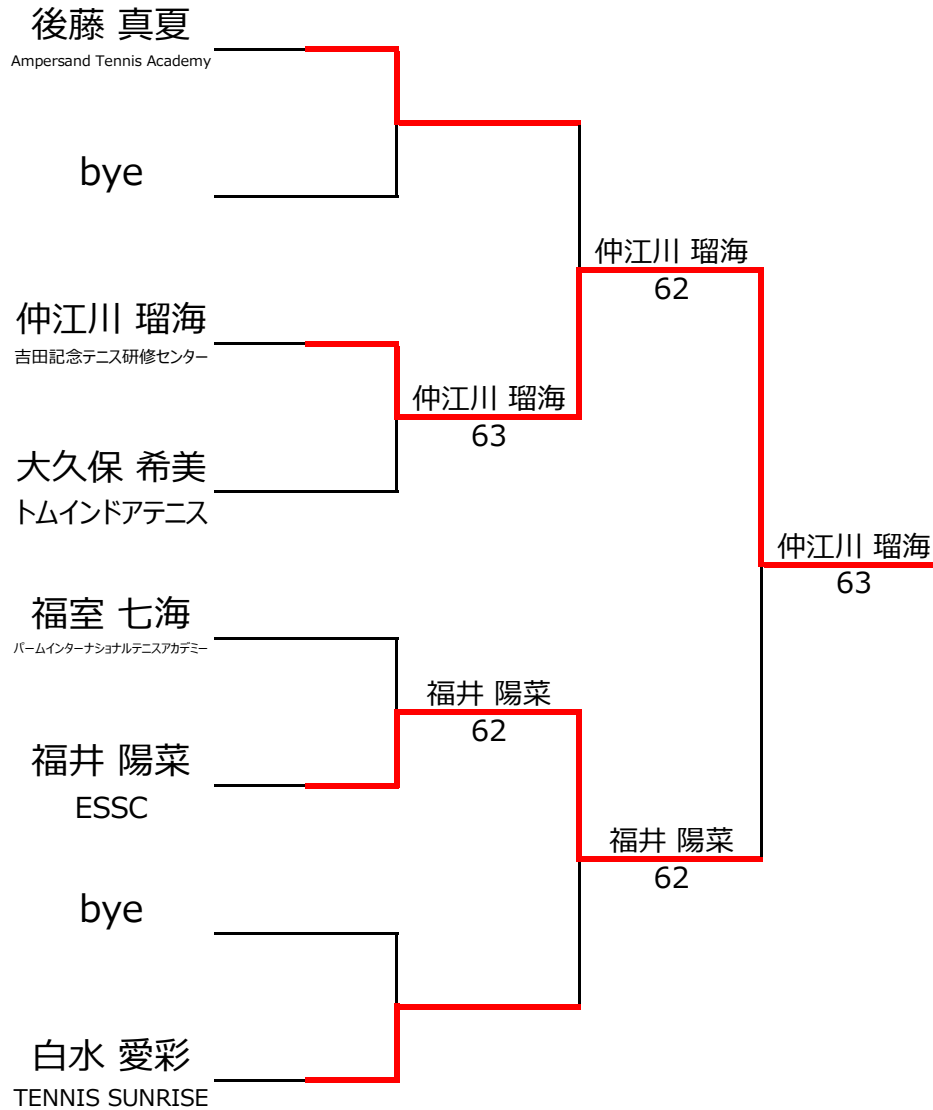 後藤 真夏
Ampersand Tennis Academy
bye
仲江川 瑠海
62
仲江川 瑠海
吉田記念テニス研修センター
仲江川 瑠海
63
大久保 希美
トムインドアテニス
仲江川 瑠海
63
福室 七海
パームインターナショナルテニスアカデミー
福井 陽菜
62
福井 陽菜
ESSC
福井 陽菜
62
bye
白水 愛彩
TENNIS SUNRISE